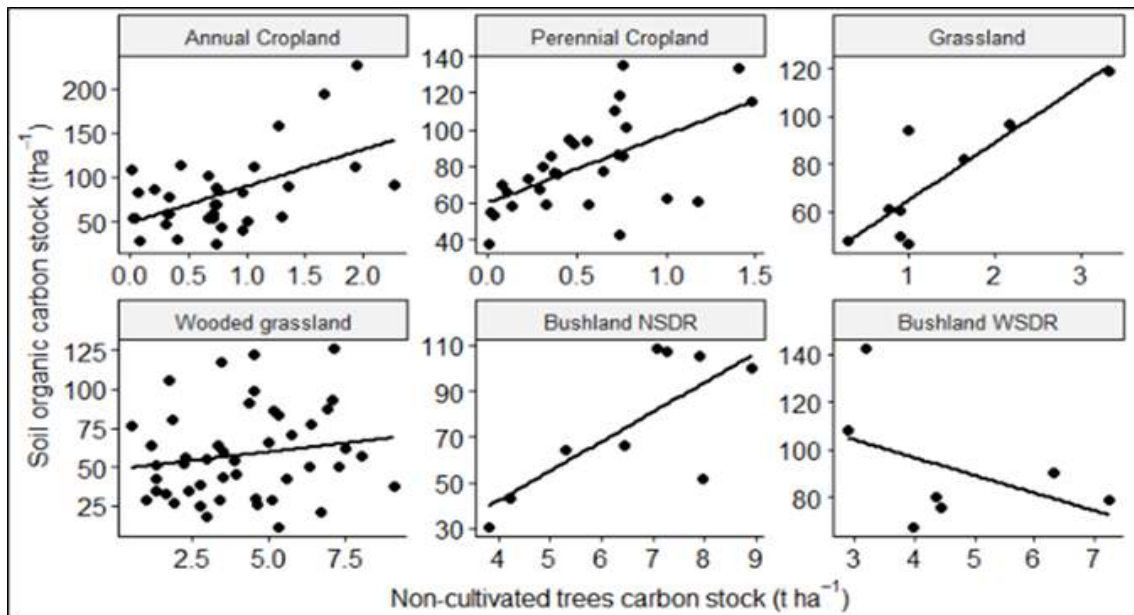 Annual Cropland
Perennial Cropland
Grassland
200
150
100
50
0.0 0.5 1.0 1.5 2.0
140
120
100
80
60
40
0.0 0.5 1.0 1.5
120
100
80
60
1 2 3
Soil organic carbon stock (tha⁻¹)
Wooded grassland
Bushland NSDR
Bushland WSDR
125
100
75
50
25
2.5 5.0 7.5
110
90
70
50
30
4 5 6 7 8 9
140
120
100
80
3 4 5 6 7
Non-cultivated trees carbon stock (t ha⁻¹)